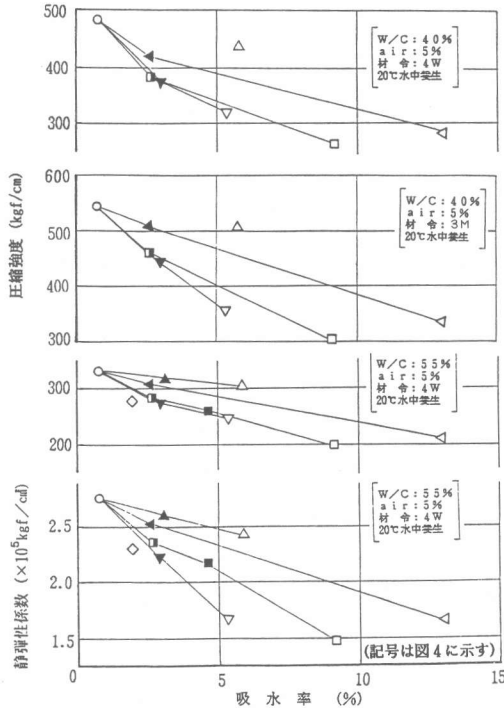 500
400
300
W/C:40%
air:5%
材令:4W
20℃水中養生
600
500
400
300
W/C:40%
air:5%
材令:3M
20℃水中養生
圧縮強度 (kgf/cm)
300
200
W/C:55%
air:5%
材令:4W
20℃水中養生
2.5
2.0
1.5
W/C:55%
air:5%
材令:4W
20℃水中養生
静弾性係数 (×10⁵kgf/c㎡)
(記号は図4に示す)
0
5
10
15
吸水率 (%)